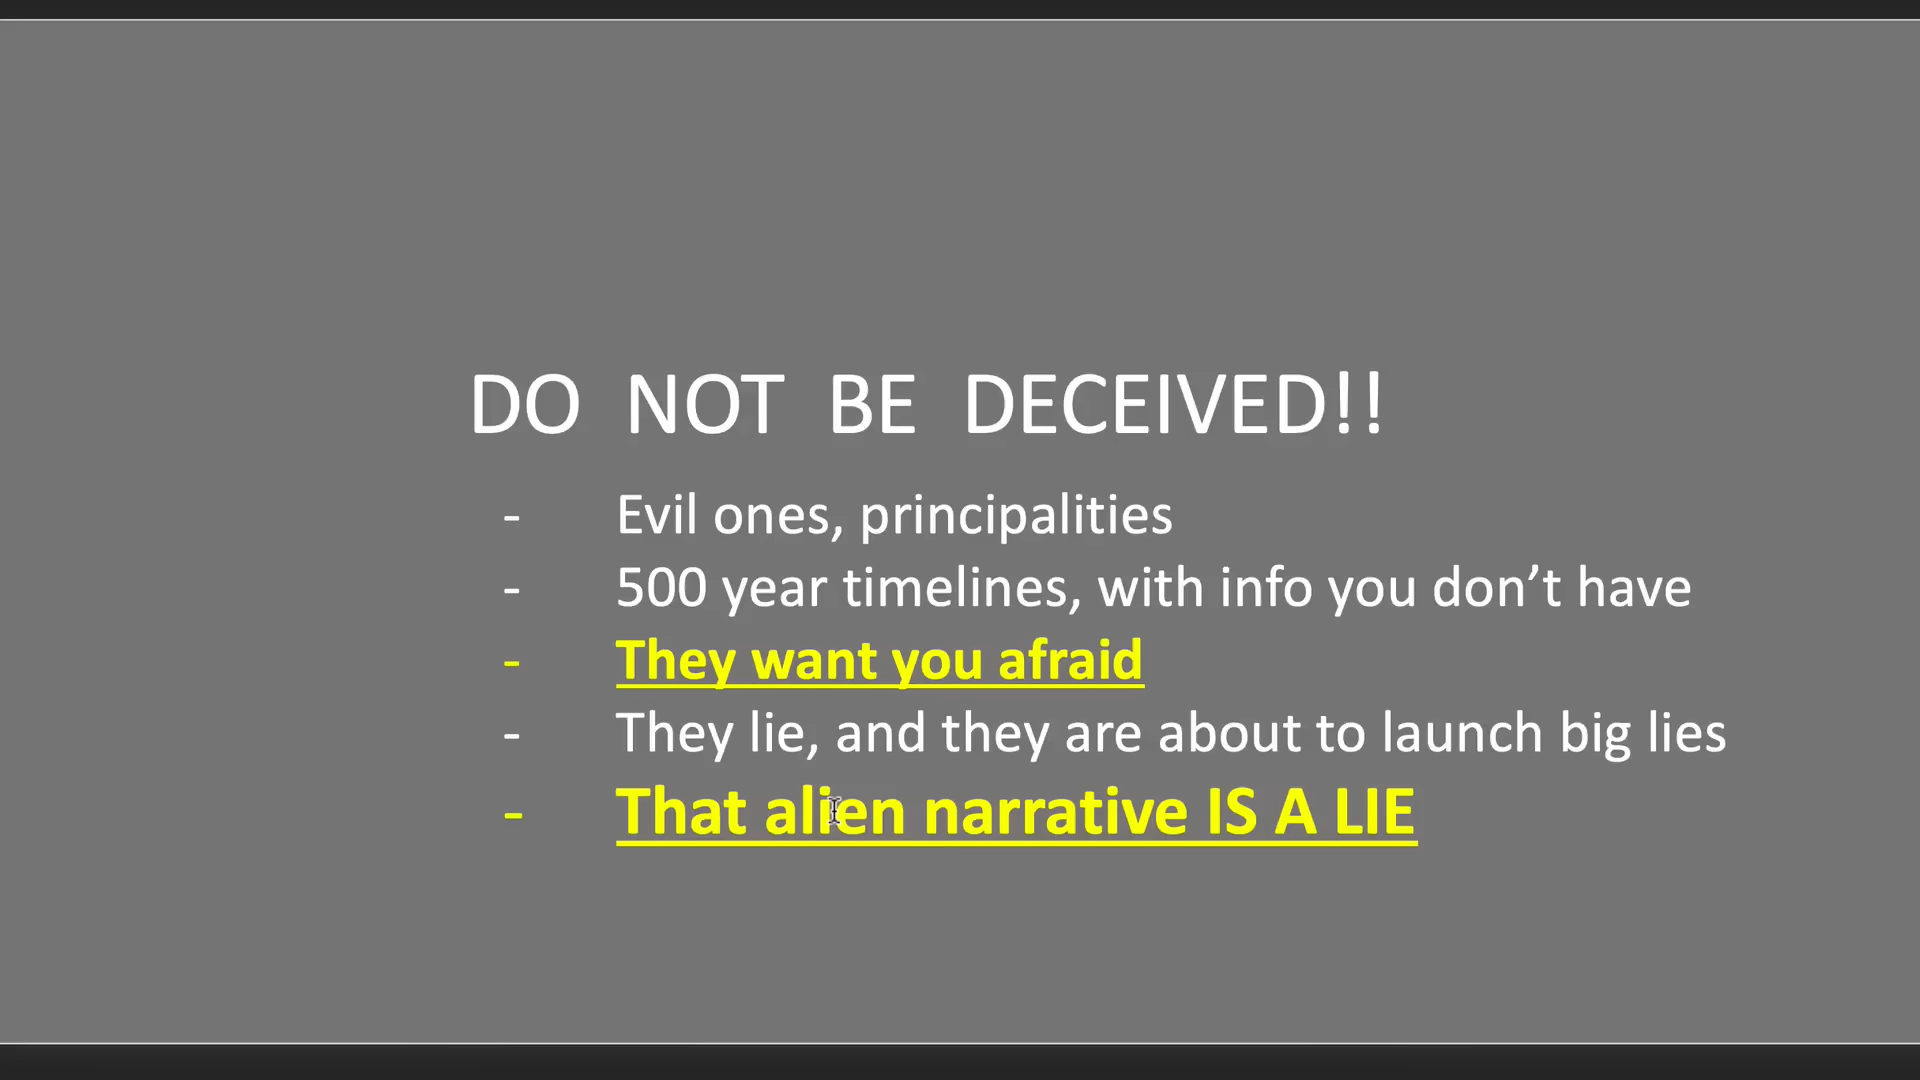 DO NOT BE DECEIVED!!
- Evil ones, principalities
- 500 year timelines, with info you don’t have
- They want you afraid
- They lie, and they are about to launch big lies
- That alien narrative IS A LIE